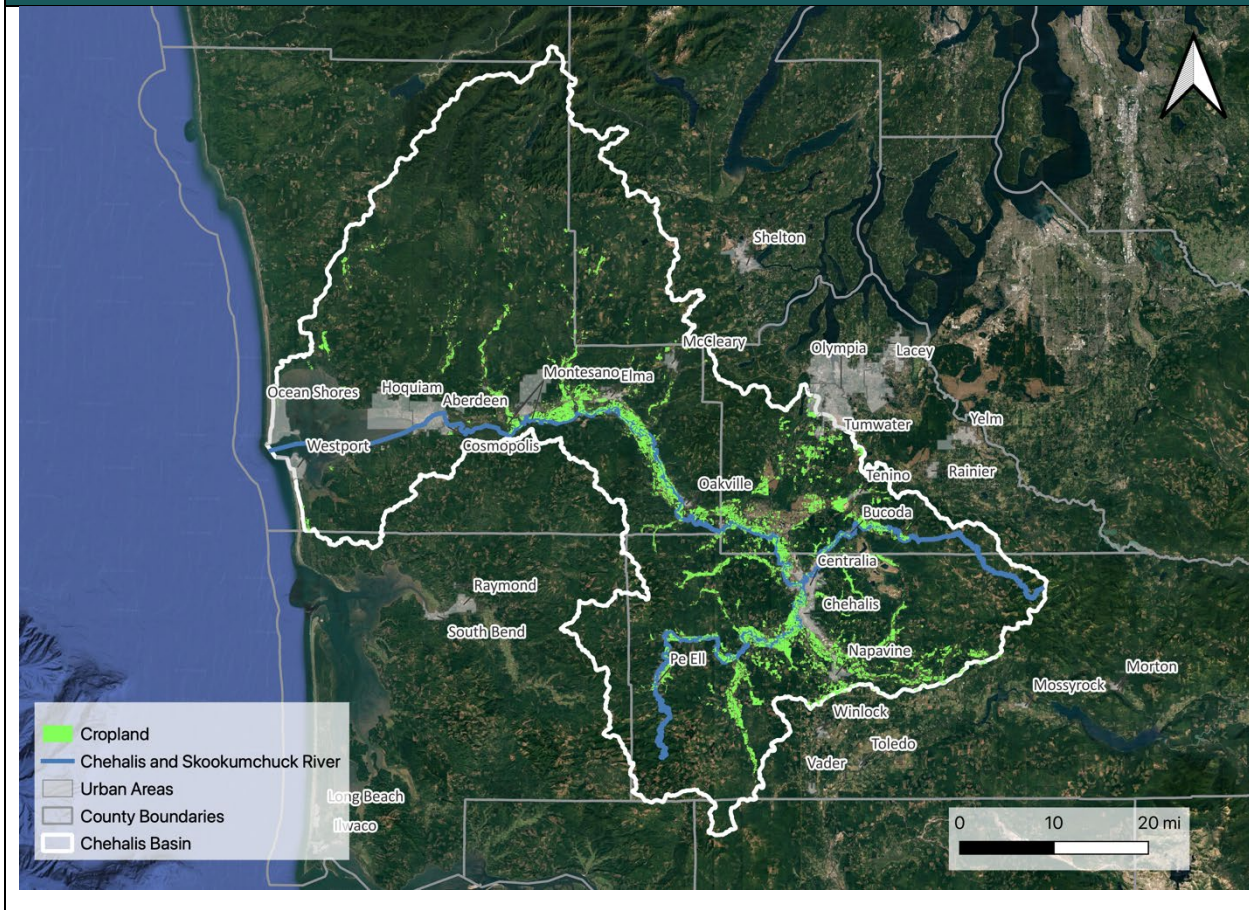 Shelton
McCleary
Olympia
Lacey
Montesano
Elma
Ocean Shores
Hoquiam
Aberdeen
Tumwater
Yelm
Westport
Cosmopolis
Tenino
Rainier
Oakville
Bucoda
Centralia
Raymond
Chehalis
South Bend
Pe Ell
Napavine
Morton
Mossyrock
Winlock
Toledo
Vader
Cropland
Chehalis and Skookumchuck River
Urban Areas
County Boundaries
Chehalis Basin
Long Beach
Ilwaco
0 10 20 mi